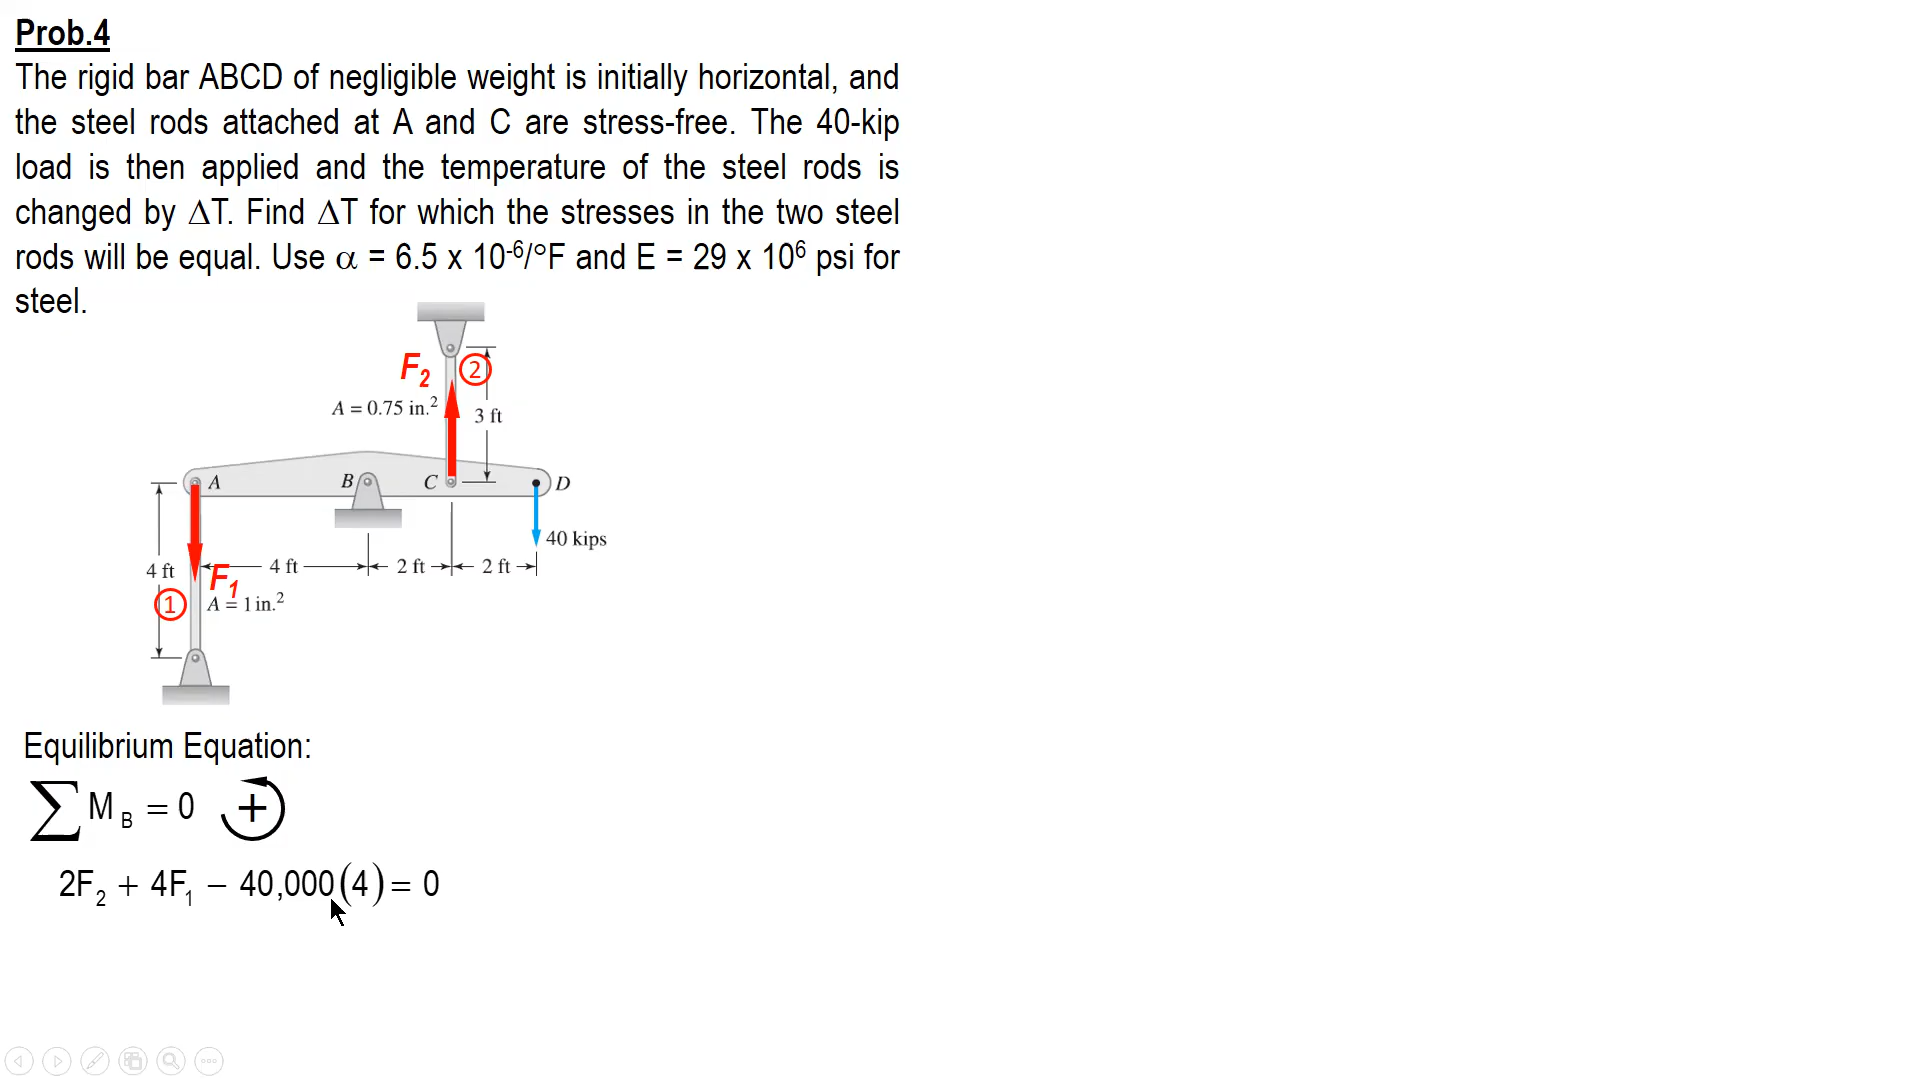 Prob.4
The rigid bar ABCD of negligible weight is initially horizontal, and
the steel rods attached at A and C are stress-free. The 40-kip
load is then applied and the temperature of the steel rods is
changed by ΔT. Find ΔT for which the stresses in the two steel
rods will be equal. Use α = 6.5 x 10⁻⁶/°F and E = 29 x 10⁶ psi for
steel.
F₂ ②
A = 0.75 in.²
3 ft
A
B
C
D
40 kips
4 ft
4 ft
2 ft
2 ft
F₁
①
A = 1 in.²
Equilibrium Equation:
∑ M_B = 0 +
2F₂ + 4F₁ − 40,000(4) = 0